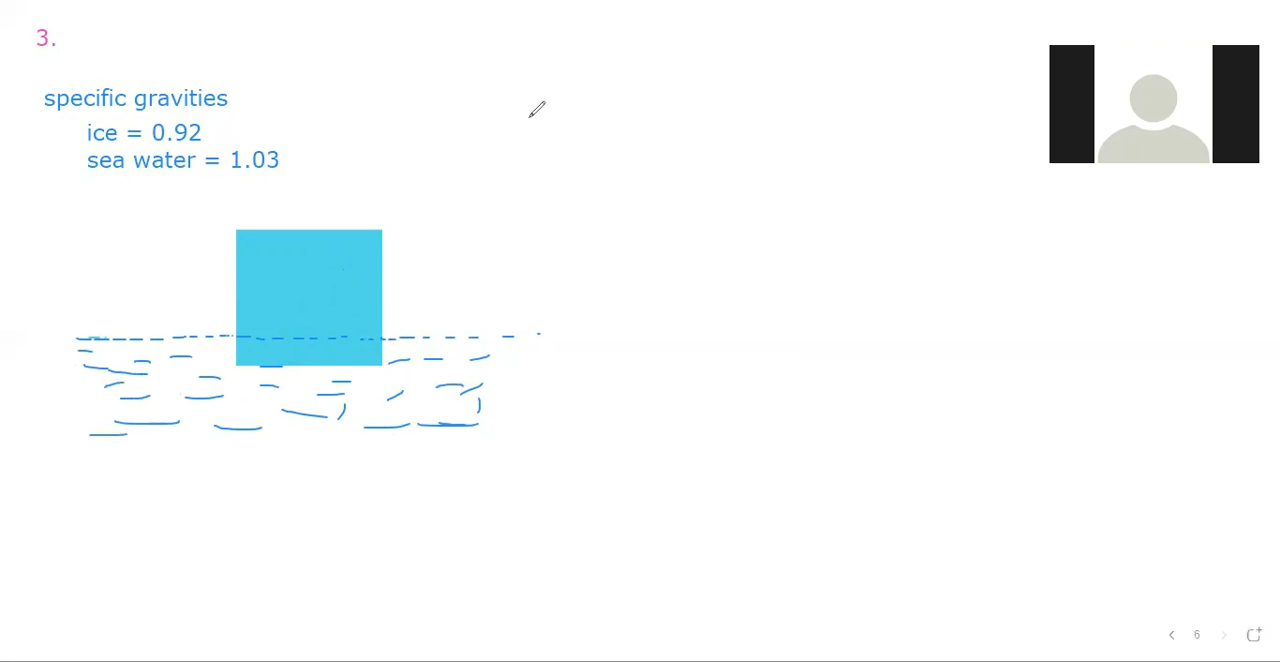 3.
specific gravities
ice = 0.92
sea water = 1.03
6